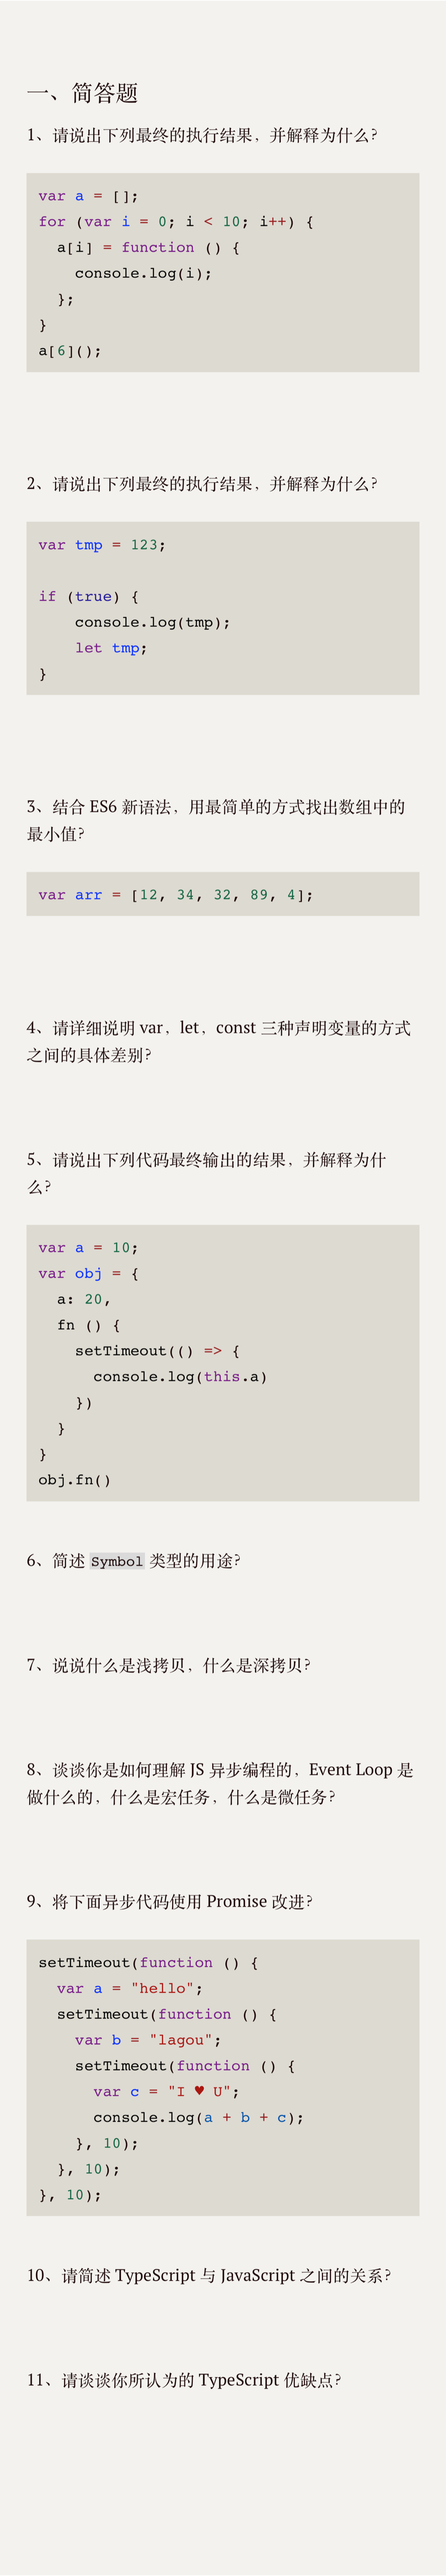 一、简答题
1、请说出下列最终的执行结果，并解释为什么?
var a = [];
for (var i = 0; i < 10; i++) {
  a[i] = function () {
    console.log(i);
  };
}
a[6]();
2、请说出下列最终的执行结果，并解释为什么?
var tmp = 123;
if (true) {
    console.log(tmp);
    let tmp;
}
3、结合 ES6 新语法，用最简单的方式找出数组中的
最小值?
var arr = [12, 34, 32, 89, 4];
4、请详细说明 var，let，const 三种声明变量的方式
之间的具体差别?
5、请说出下列代码最终输出的结果，并解释为什
么?
var a = 10;
var obj = {
  a: 20,
  fn () {
    setTimeout(() => {
      console.log(this.a)
    })
  }
}
obj.fn()
6、简述 Symbol 类型的用途?
7、说说什么是浅拷贝，什么是深拷贝?
8、谈谈你是如何理解 JS 异步编程的，Event Loop 是
做什么的，什么是宏任务，什么是微任务?
9、将下面异步代码使用 Promise 改进?
setTimeout(function () {
  var a = "hello";
  setTimeout(function () {
    var b = "lagou";
    setTimeout(function () {
      var c = "I ♥ U";
      console.log(a + b + c);
    }, 10);
  }, 10);
}, 10);
10、请简述 TypeScript 与 JavaScript 之间的关系?
11、请谈谈你所认为的 TypeScript 优缺点?